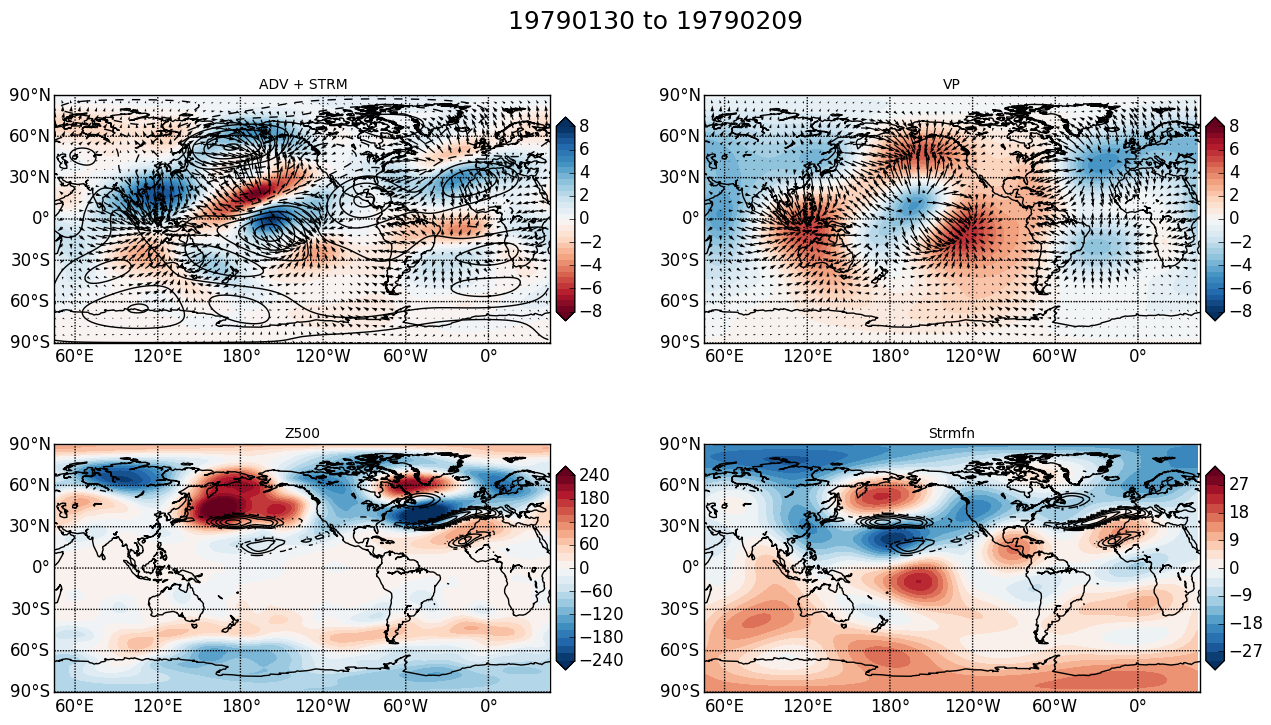 19790130 to 19790209
ADV + STRM
90°N
60°N
30°N
0°
30°S
60°S
90°S
60°E 120°E 180° 120°W 60°W 0°
8
6
4
2
0
−2
−4
−6
−8
VP
90°N
60°N
30°N
0°
30°S
60°S
90°S
60°E 120°E 180° 120°W 60°W 0°
8
6
4
2
0
−2
−4
−6
−8
Z500
90°N
60°N
30°N
0°
30°S
60°S
90°S
60°E 120°E 180° 120°W 60°W 0°
240
180
120
60
0
−60
−120
−180
−240
Strmfn
90°N
60°N
30°N
0°
30°S
60°S
90°S
60°E 120°E 180° 120°W 60°W 0°
27
18
9
0
−9
−18
−27